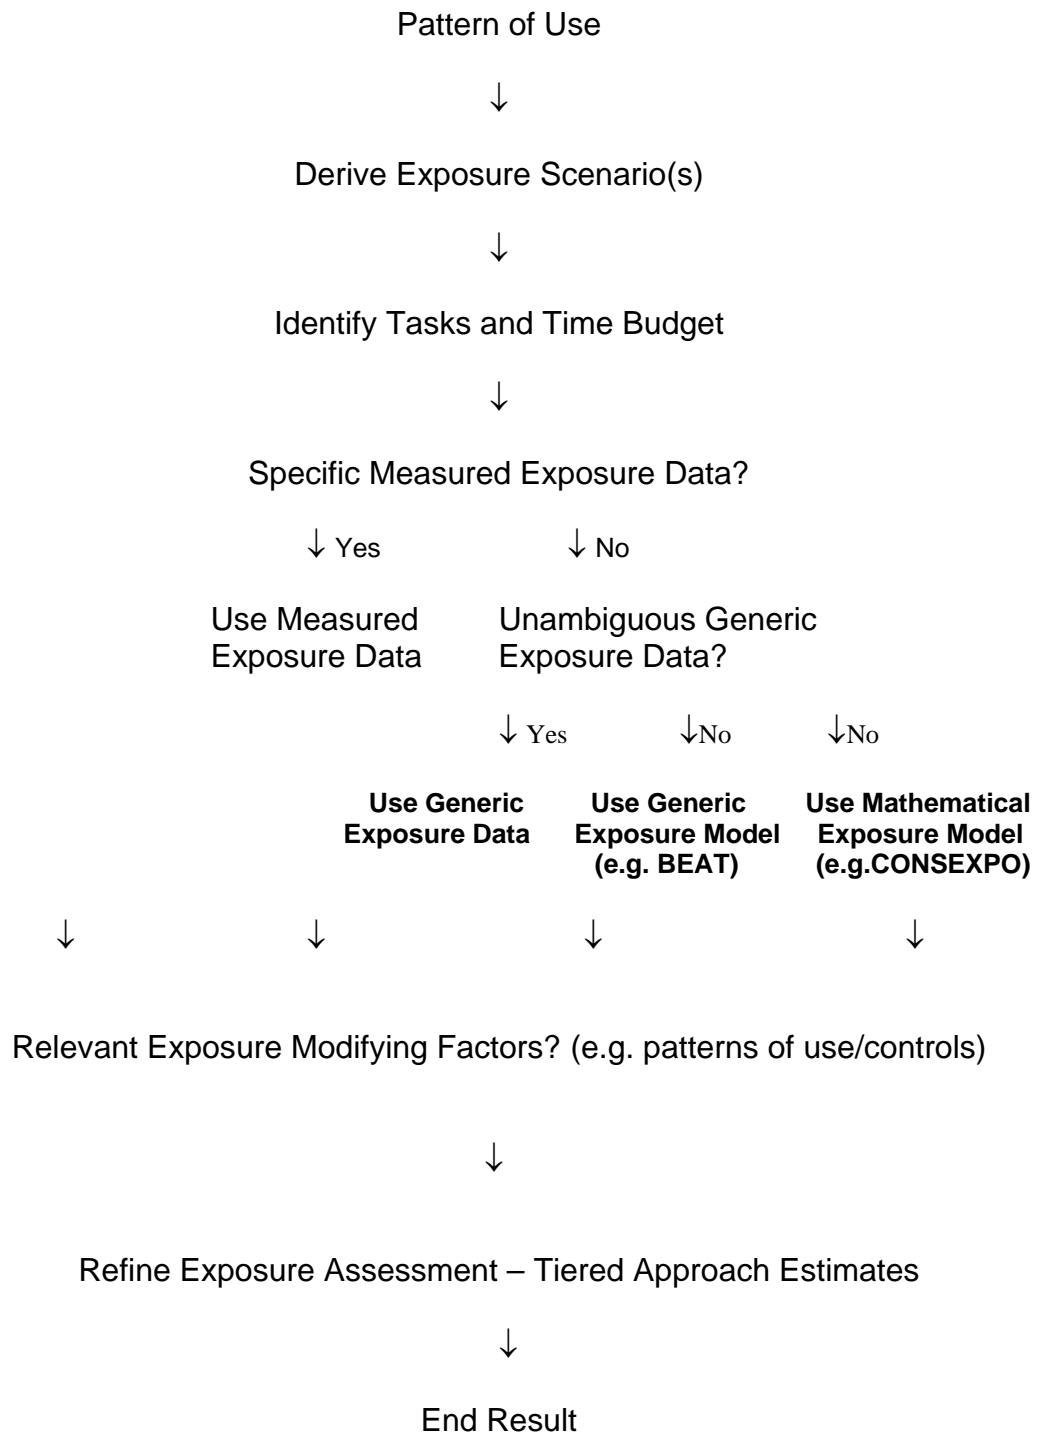 Pattern of Use
↓
Derive Exposure Scenario(s)
↓
Identify Tasks and Time Budget
↓
Specific Measured Exposure Data?
↓ Yes ↓ No
Use Measured Unambiguous Generic
Exposure Data Exposure Data?
↓ Yes ↓No ↓No
Use Generic Use Generic Use Mathematical
Exposure Data Exposure Model Exposure Model
(e.g. BEAT) (e.g.CONSEXPO)
↓ ↓ ↓ ↓
Relevant Exposure Modifying Factors? (e.g. patterns of use/controls)
↓
Refine Exposure Assessment – Tiered Approach Estimates
↓
End Result